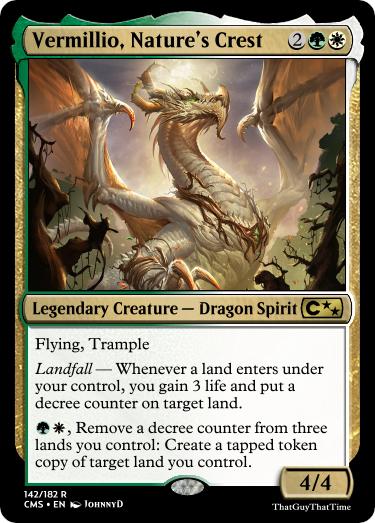 Vermillio, Nature's Crest 2
Legendary Creature — Dragon Spirit C
Flying, Trample
Landfall — Whenever a land enters under
your control, you gain 3 life and put a
decree counter on target land.
, Remove a decree counter from three
lands you control: Create a tapped token
copy of target land you control.
4/4
142/182 R
CMS • EN JohnnyD
ThatGuyThatTime